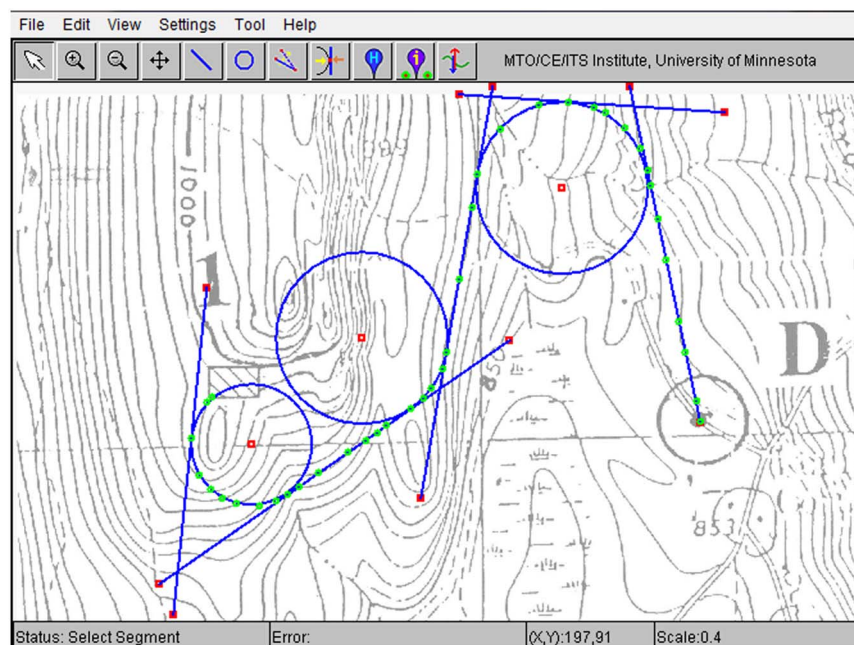 File Edit View Settings Tool Help
H i MTO/CE/ITS Institute, University of Minnesota
1000
1
850
D
853
Status: Select Segment Error: (X,Y):197,91 Scale:0.4